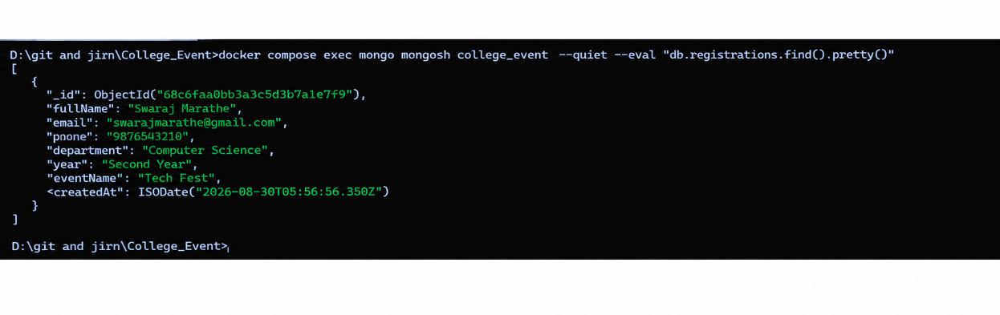 D:\git and jirn\College_Event>docker compose exec mongo mongosh college_event --quiet --eval "db.registrations.find().pretty()"
[
{
"_id": ObjectId("68c6faa0bb3a3c5d3b7a1e7f9"),
"fullName": "Swaraj Marathe",
"email": "swarajmarathe@gmail.com",
"pnone": "9876543210",
"department": "Computer Science",
"year": "Second Year",
"eventName": "Tech Fest",
<createdAt": ISODate("2026-08-30T05:56:56.350Z")
}
]
D:\git and jirn\College_Event>